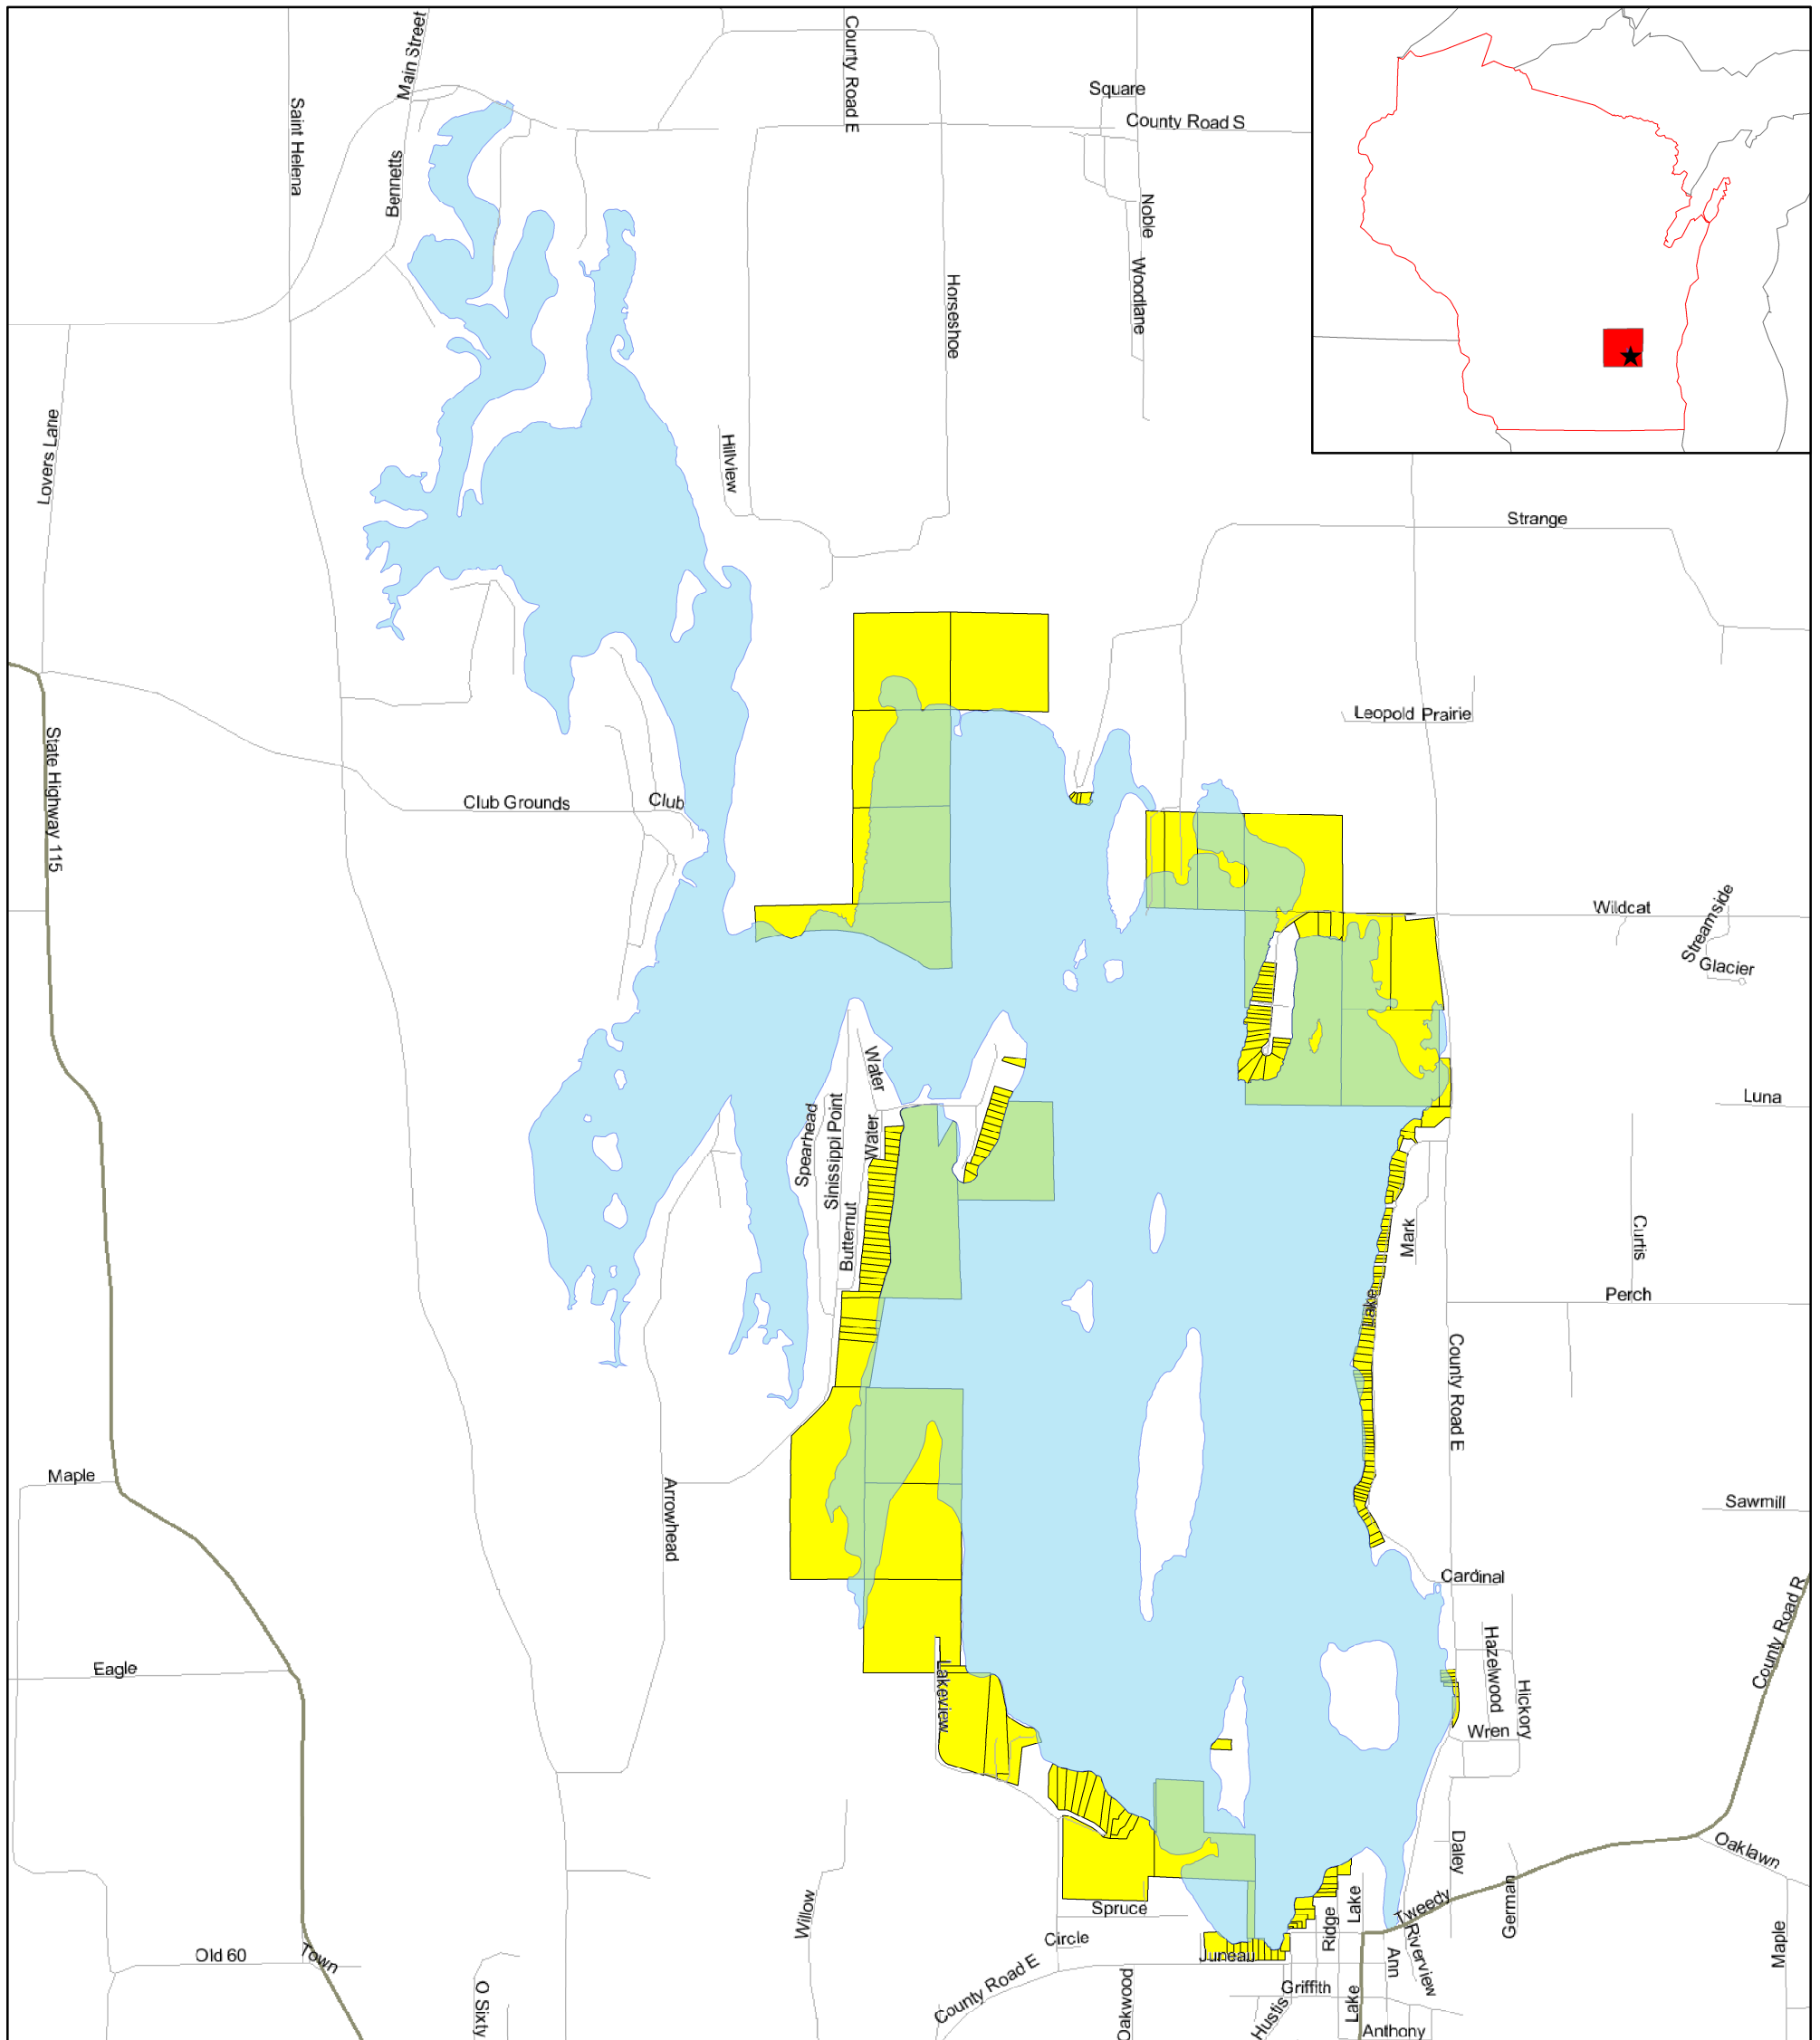 Main Street
County Road E
Square
County Road S
Saint Helena
Bennetts
Noble
Woodlane
Horseshoe
Lovers Lane
Hillview
Strange
Leopold Prairie
State Highway 115
Club Grounds
Club
Wildcat
Streamside
Glacier
Water
Luna
Spearhead
Sinissippi Point
Water
Butternut
Mark
Curtis
Lake
Perch
County Road E
Maple
Arrowhead
Sawmill
Cardinal
County Road R
Eagle
Lakeview
Hazelwood
Hickory
Wren
Daley
Oaklawn
Willow
Spruce
Ridge
Lake
Tweedy
German
Circle
Juneau
Old 60
Town
Ann
Riverview
Maple
O Sixty
County Road E
Oakwood
Griffith
Hustis
Lake
Anthony